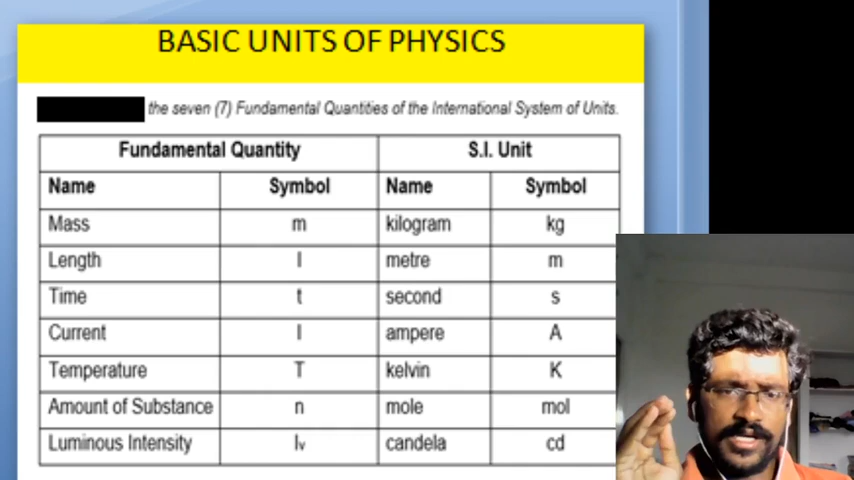 BASIC UNITS OF PHYSICS
the seven (7) Fundamental Quantities of the International System of Units.
Fundamental Quantity S.I. Unit
Name Symbol Name Symbol
Mass m kilogram kg
Length l metre m
Time t second s
Current I ampere A
Temperature T kelvin K
Amount of Substance n mole mol
Luminous Intensity Iv candela cd